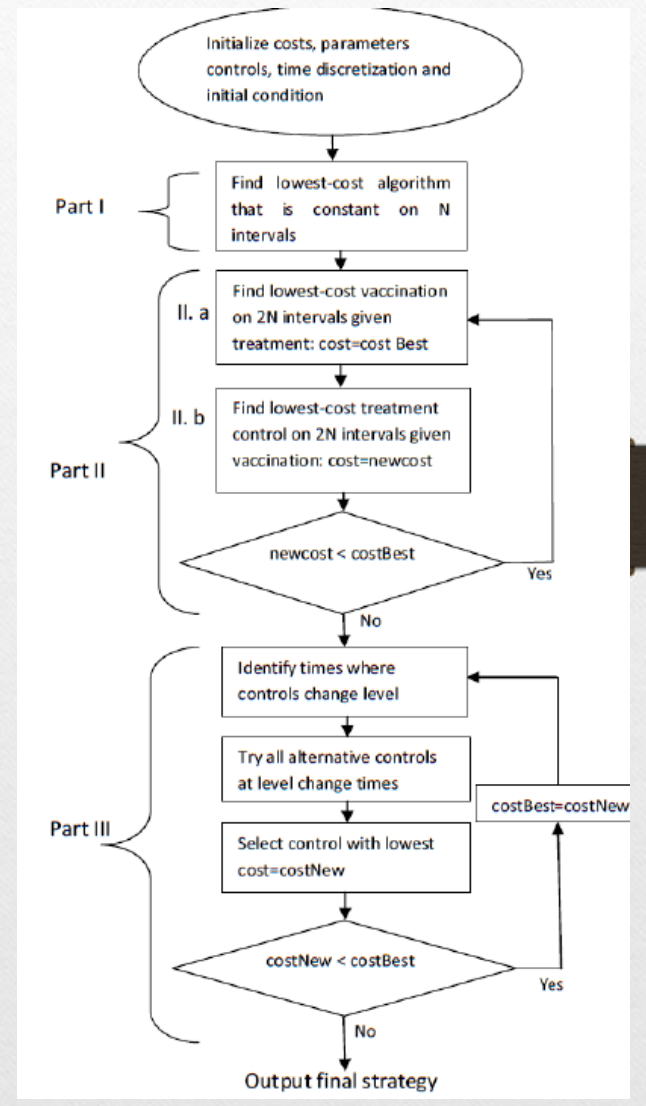 Initialize costs, parameters
controls, time discretization and
initial condition
Part I
Find lowest-cost algorithm
that is constant on N
intervals
II. a
Find lowest-cost vaccination
on 2N intervals given
treatment: cost=cost Best
II. b
Find lowest-cost treatment
control on 2N intervals given
vaccination: cost=newcost
Part II
newcost < costBest
Yes
No
Identify times where
controls change level
Try all alternative controls
at level change times
costBest=costNew
Part III
Select control with lowest
cost=costNew
costNew < costBest
Yes
No
Output final strategy